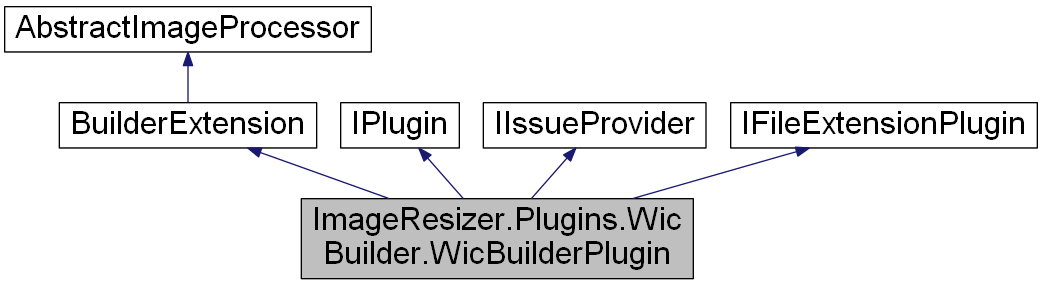 AbstractImageProcessor
BuilderExtension
IPlugin
IIssueProvider
IFileExtensionPlugin
ImageResizer.Plugins.Wic
Builder.WicBuilderPlugin